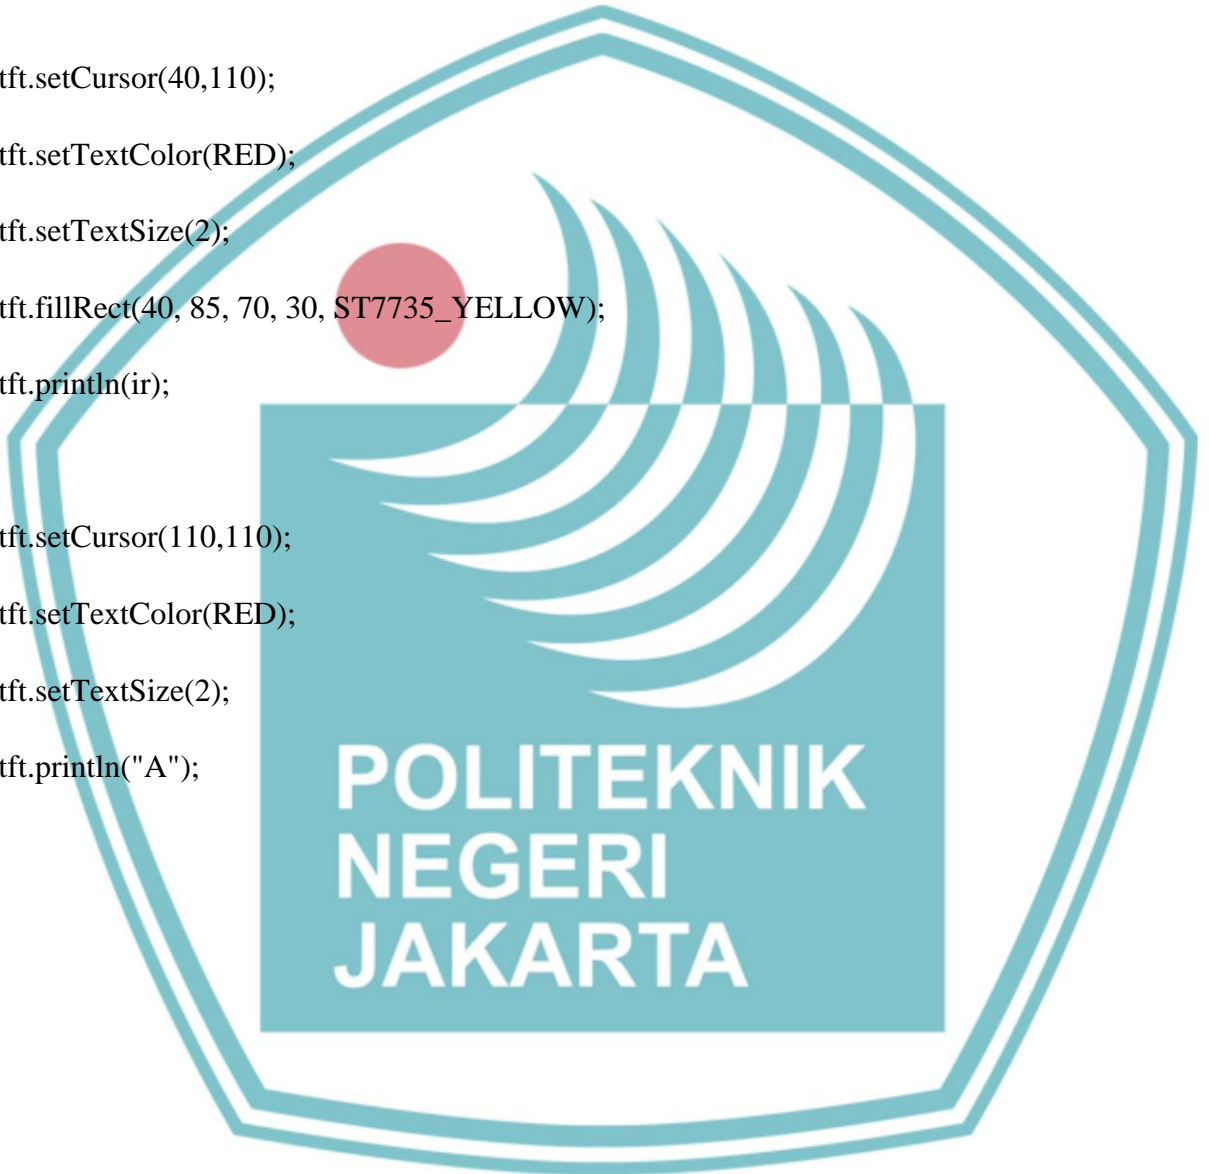 tft.setCursor(40,110);
tft.setTextColor(RED);
tft.setTextSize(2);
tft.fillRect(40, 85, 70, 30, ST7735_YELLOW);
tft.println(ir);
tft.setCursor(110,110);
tft.setTextColor(RED);
tft.setTextSize(2);
tft.println("A");
POLITEKNIK
NEGERI
JAKARTA